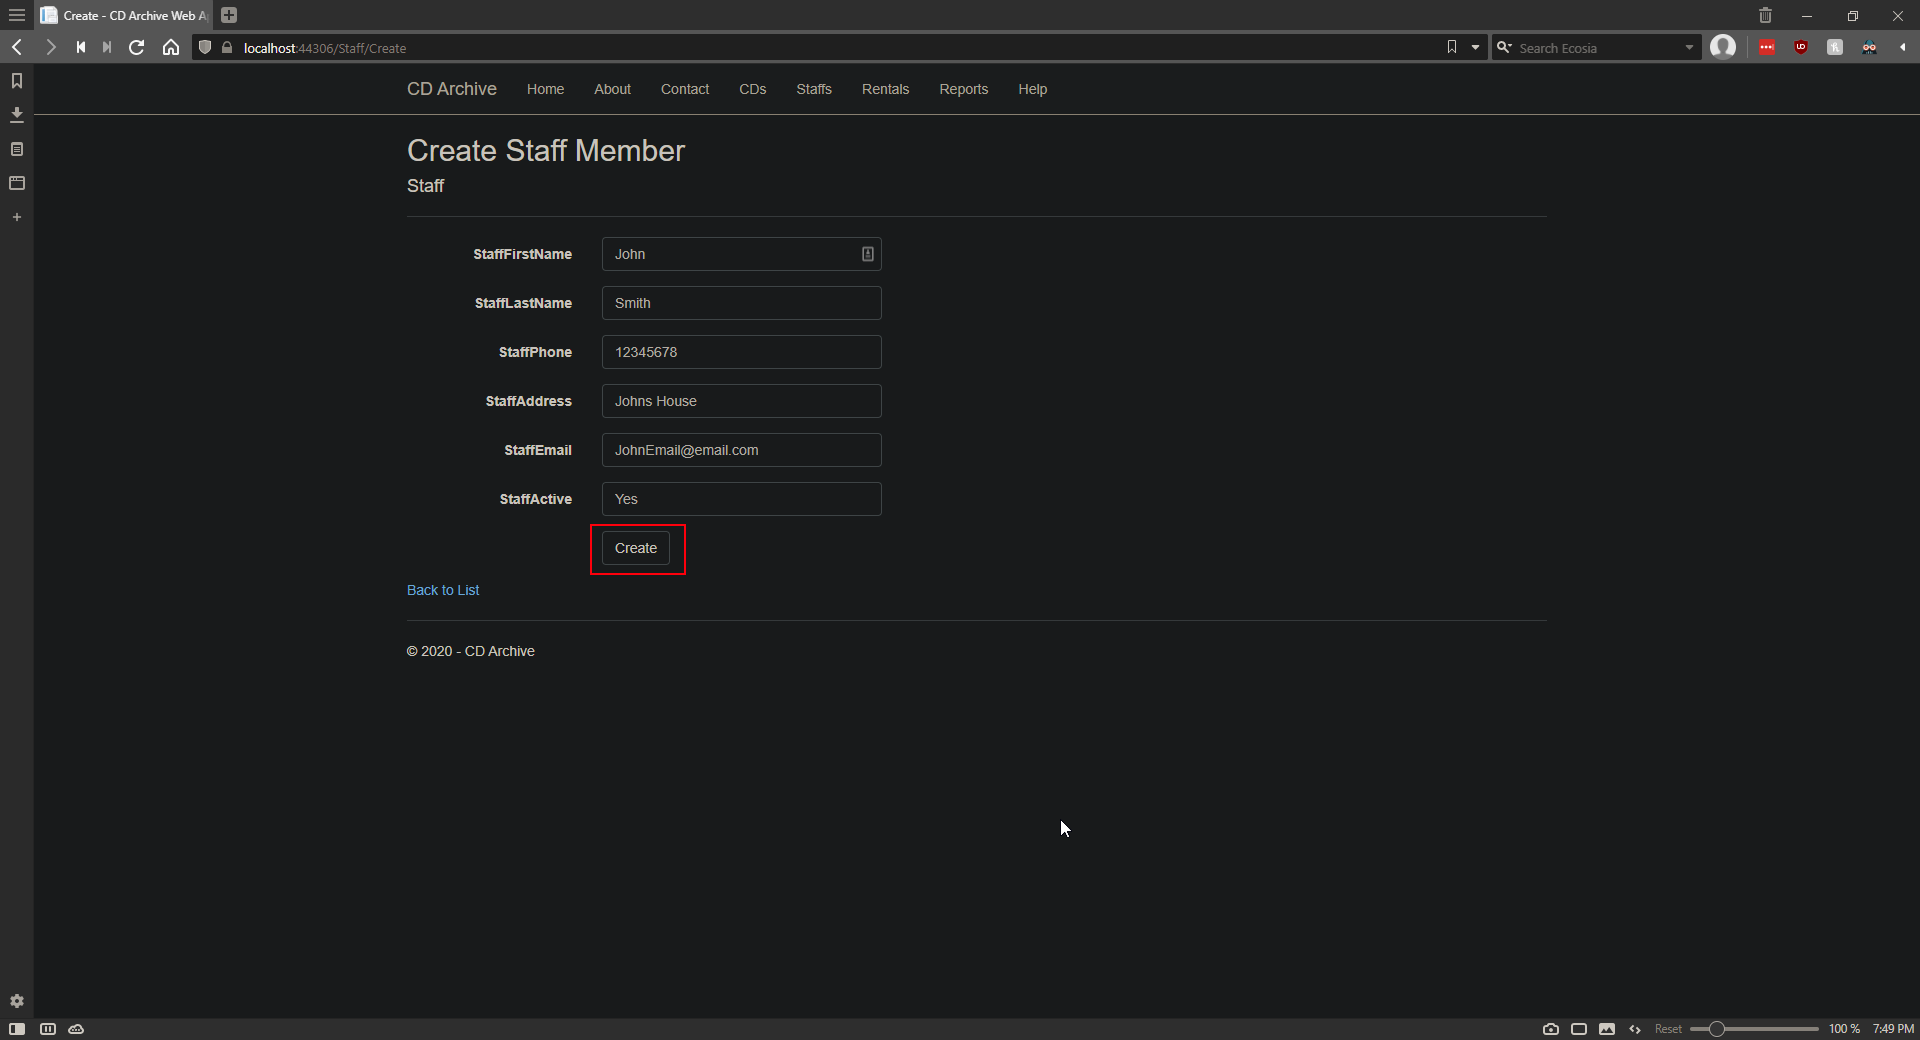 Create - CD Archive Web A
localhost:44306/Staff/Create
Search Ecosia
CD Archive Home About Contact CDs Staffs Rentals Reports Help
Create Staff Member
Staff
StaffFirstName John
StaffLastName Smith
StaffPhone 12345678
StaffAddress Johns House
StaffEmail JohnEmail@email.com
StaffActive Yes
Create
Back to List
© 2020 - CD Archive
Reset 100 % 7:49 PM